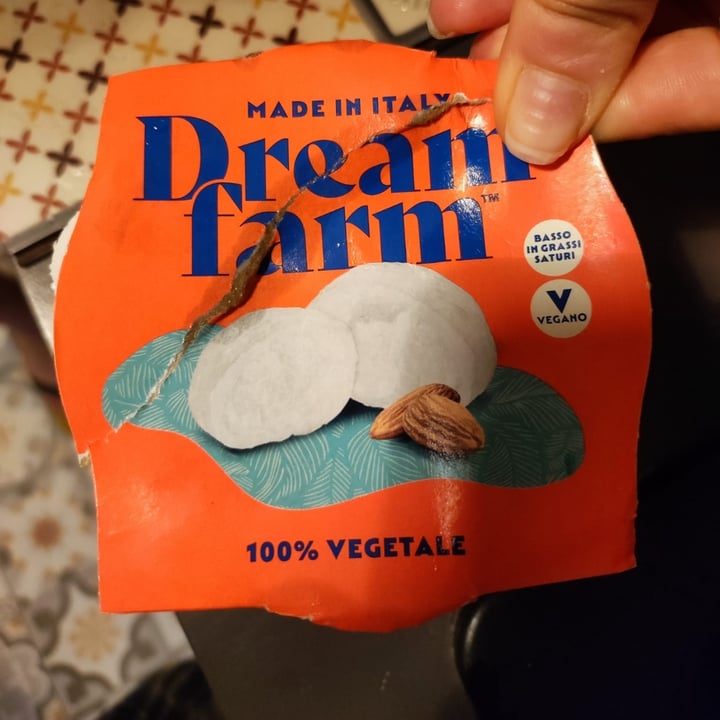 MADE IN ITALY
Dream
farm™
BASSO
IN GRASSI
SATURI
V
VEGANO
100% VEGETALE